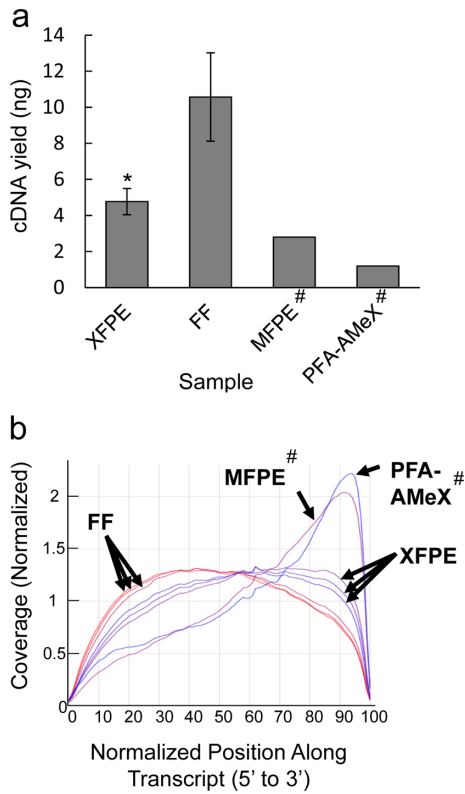 a
cDNA yield (ng)
14
12
10
8
6
4
2
0
*
XFPE
FF
MFPE#
PFA-AMeX#
Sample
b
Coverage (Normalized)
2
1.5
1
0.5
0
FF
MFPE#
PFA-
AMeX#
XFPE
0 10 20 30 40 50 60 70 80 90 100
Normalized Position Along
Transcript (5' to 3')